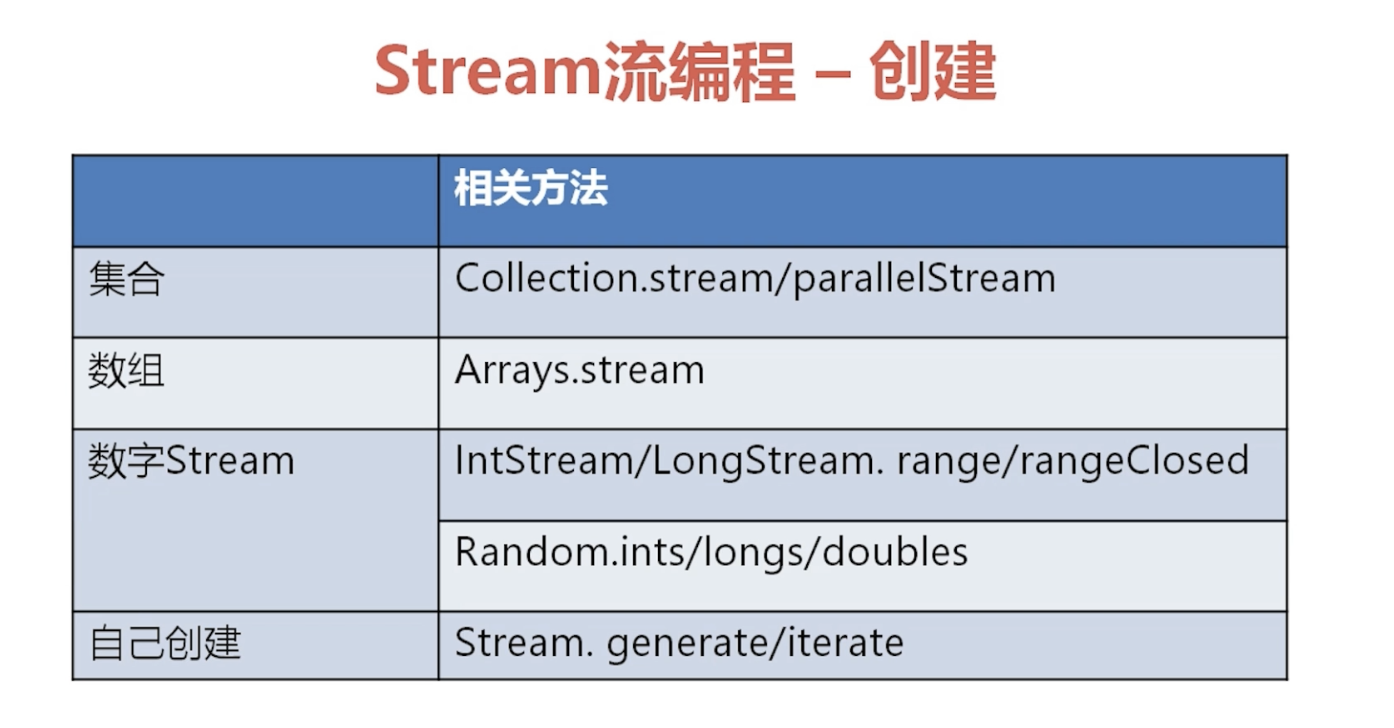 Stream流编程 – 创建
相关方法
集合
Collection.stream/parallelStream
数组
Arrays.stream
数字Stream
IntStream/LongStream. range/rangeClosed
Random.ints/longs/doubles
自己创建
Stream. generate/iterate